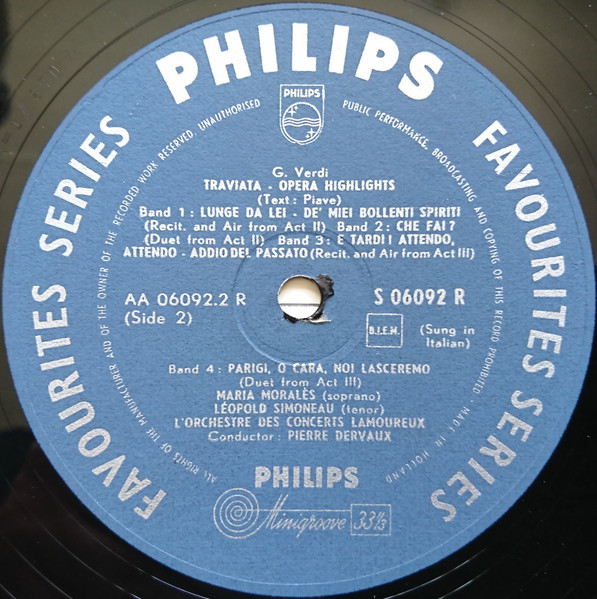 PHILIPS
FAVOURITES SERIES
FAVOURITES SERIES
ALL RIGHTS OF THE MANUFACTURER AND OF THE OWNER OF THE RECORDED WORK RESERVED. UNAUTHORISED
PUBLIC PERFORMANCE, BROADCASTING AND COPYING OF THIS RECORD PROHIBITED · MADE IN HOLLAND
PHILIPS
G. Verdi
TRAVIATA - OPERA HIGHLIGHTS
(Text : Piave)
Band 1 : LUNGE DA LEI - DE' MIEI BOLLENTI SPIRITI
(Recit. and Air from Act II) Band 2 : CHE FAI ?
(Duet from Act II) Band 3 : E TARDI I ATTENDO,
ATTENDO - ADDIO DEL PASSATO (Recit. and Air from Act III)
AA 06092.2 R
S 06092 R
(Side 2)
B.I.E.M.
(Sung in
Italian)
Band 4 : PARIGI, O CARA, NOI LASCEREMO
(Duet from Act III)
MARIA MORALÈS (soprano)
LÉOPOLD SIMONEAU (tenor)
L'ORCHESTRE DES CONCERTS LAMOUREUX
Conductor : PIERRE DERVAUX
PHILIPS
Minigroove 33⅓